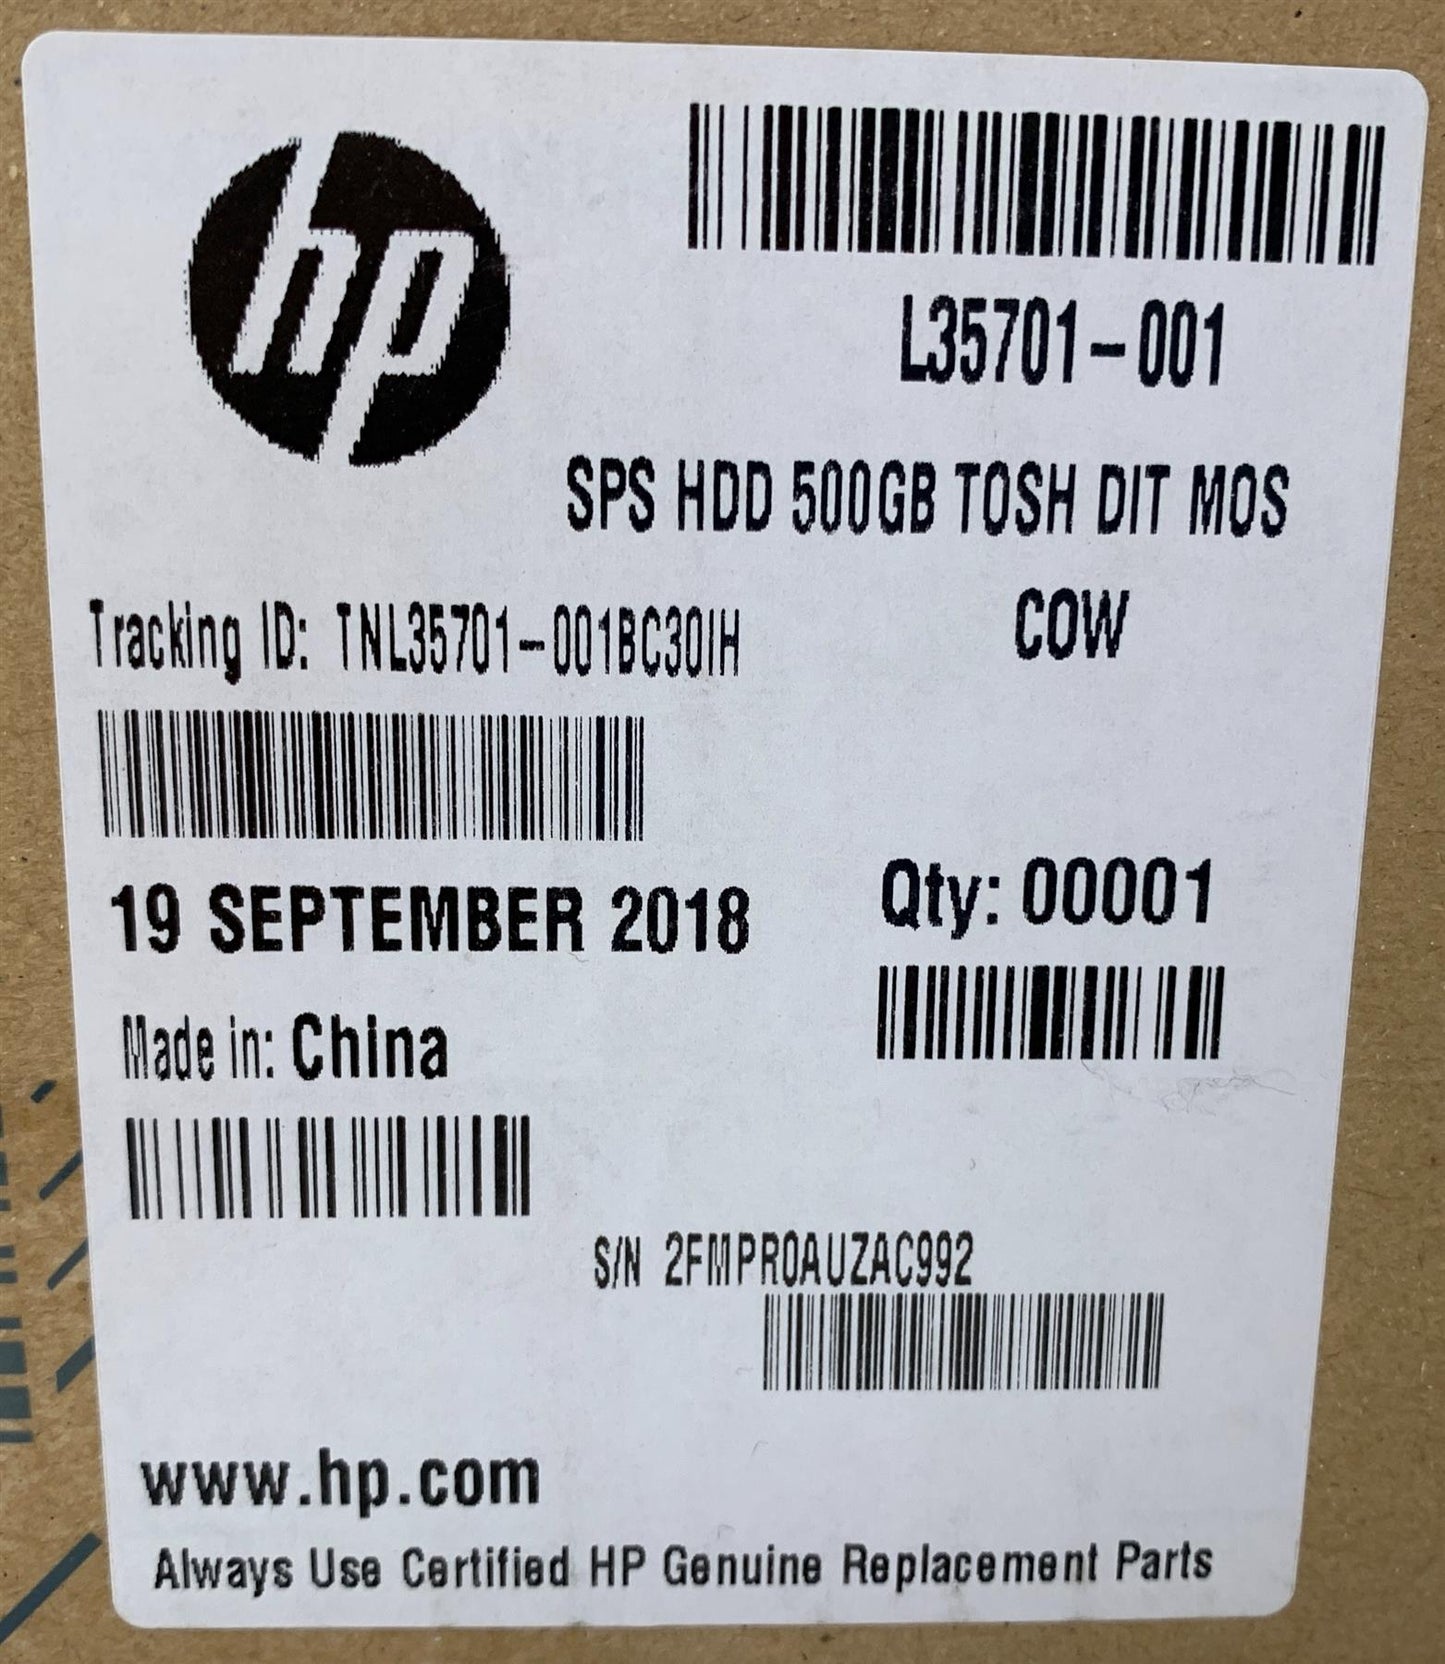 hp
L35701-001
SPS HDD 500GB TOSH DIT MOS
COW
Tracking ID: TNL35701-001BC30IH
19 SEPTEMBER 2018
Qty: 00001
Made in: China
S/N 2FMPR0AUZAC992
www.hp.com
Always Use Certified HP Genuine Replacement Parts